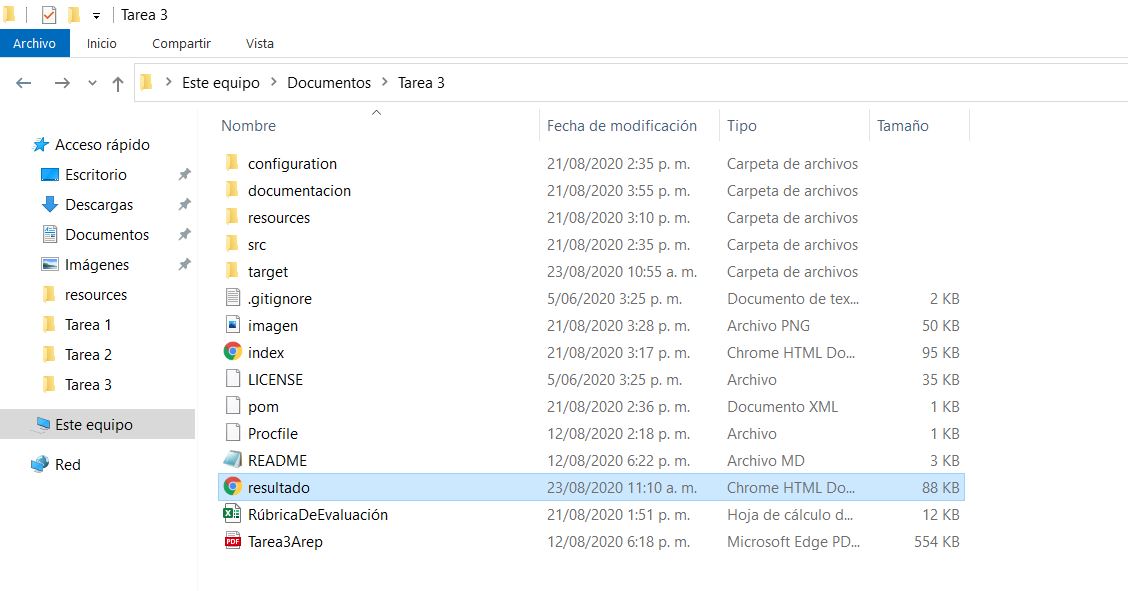 Tarea 3
Archivo Inicio Compartir Vista
Este equipo Documentos Tarea 3
Nombre Fecha de modificación Tipo Tamaño
Acceso rápido
Escritorio
Descargas
Documentos
Imágenes
resources
Tarea 1
Tarea 2
Tarea 3
Este equipo
Red
configuration 21/08/2020 2:35 p. m. Carpeta de archivos
documentacion 21/08/2020 3:55 p. m. Carpeta de archivos
resources 21/08/2020 3:10 p. m. Carpeta de archivos
src 21/08/2020 2:35 p. m. Carpeta de archivos
target 23/08/2020 10:55 a. m. Carpeta de archivos
.gitignore 5/06/2020 3:25 p. m. Documento de tex... 2 KB
imagen 21/08/2020 3:28 p. m. Archivo PNG 50 KB
index 21/08/2020 3:17 p. m. Chrome HTML Do... 95 KB
LICENSE 5/06/2020 3:25 p. m. Archivo 35 KB
pom 21/08/2020 2:36 p. m. Documento XML 1 KB
Procfile 12/08/2020 2:18 p. m. Archivo 1 KB
README 12/08/2020 6:22 p. m. Archivo MD 3 KB
resultado 23/08/2020 11:10 a. m. Chrome HTML Do... 88 KB
RúbricaDeEvaluación 21/08/2020 1:51 p. m. Hoja de cálculo d... 12 KB
PDF Tarea3Arep 12/08/2020 6:18 p. m. Microsoft Edge PD... 554 KB